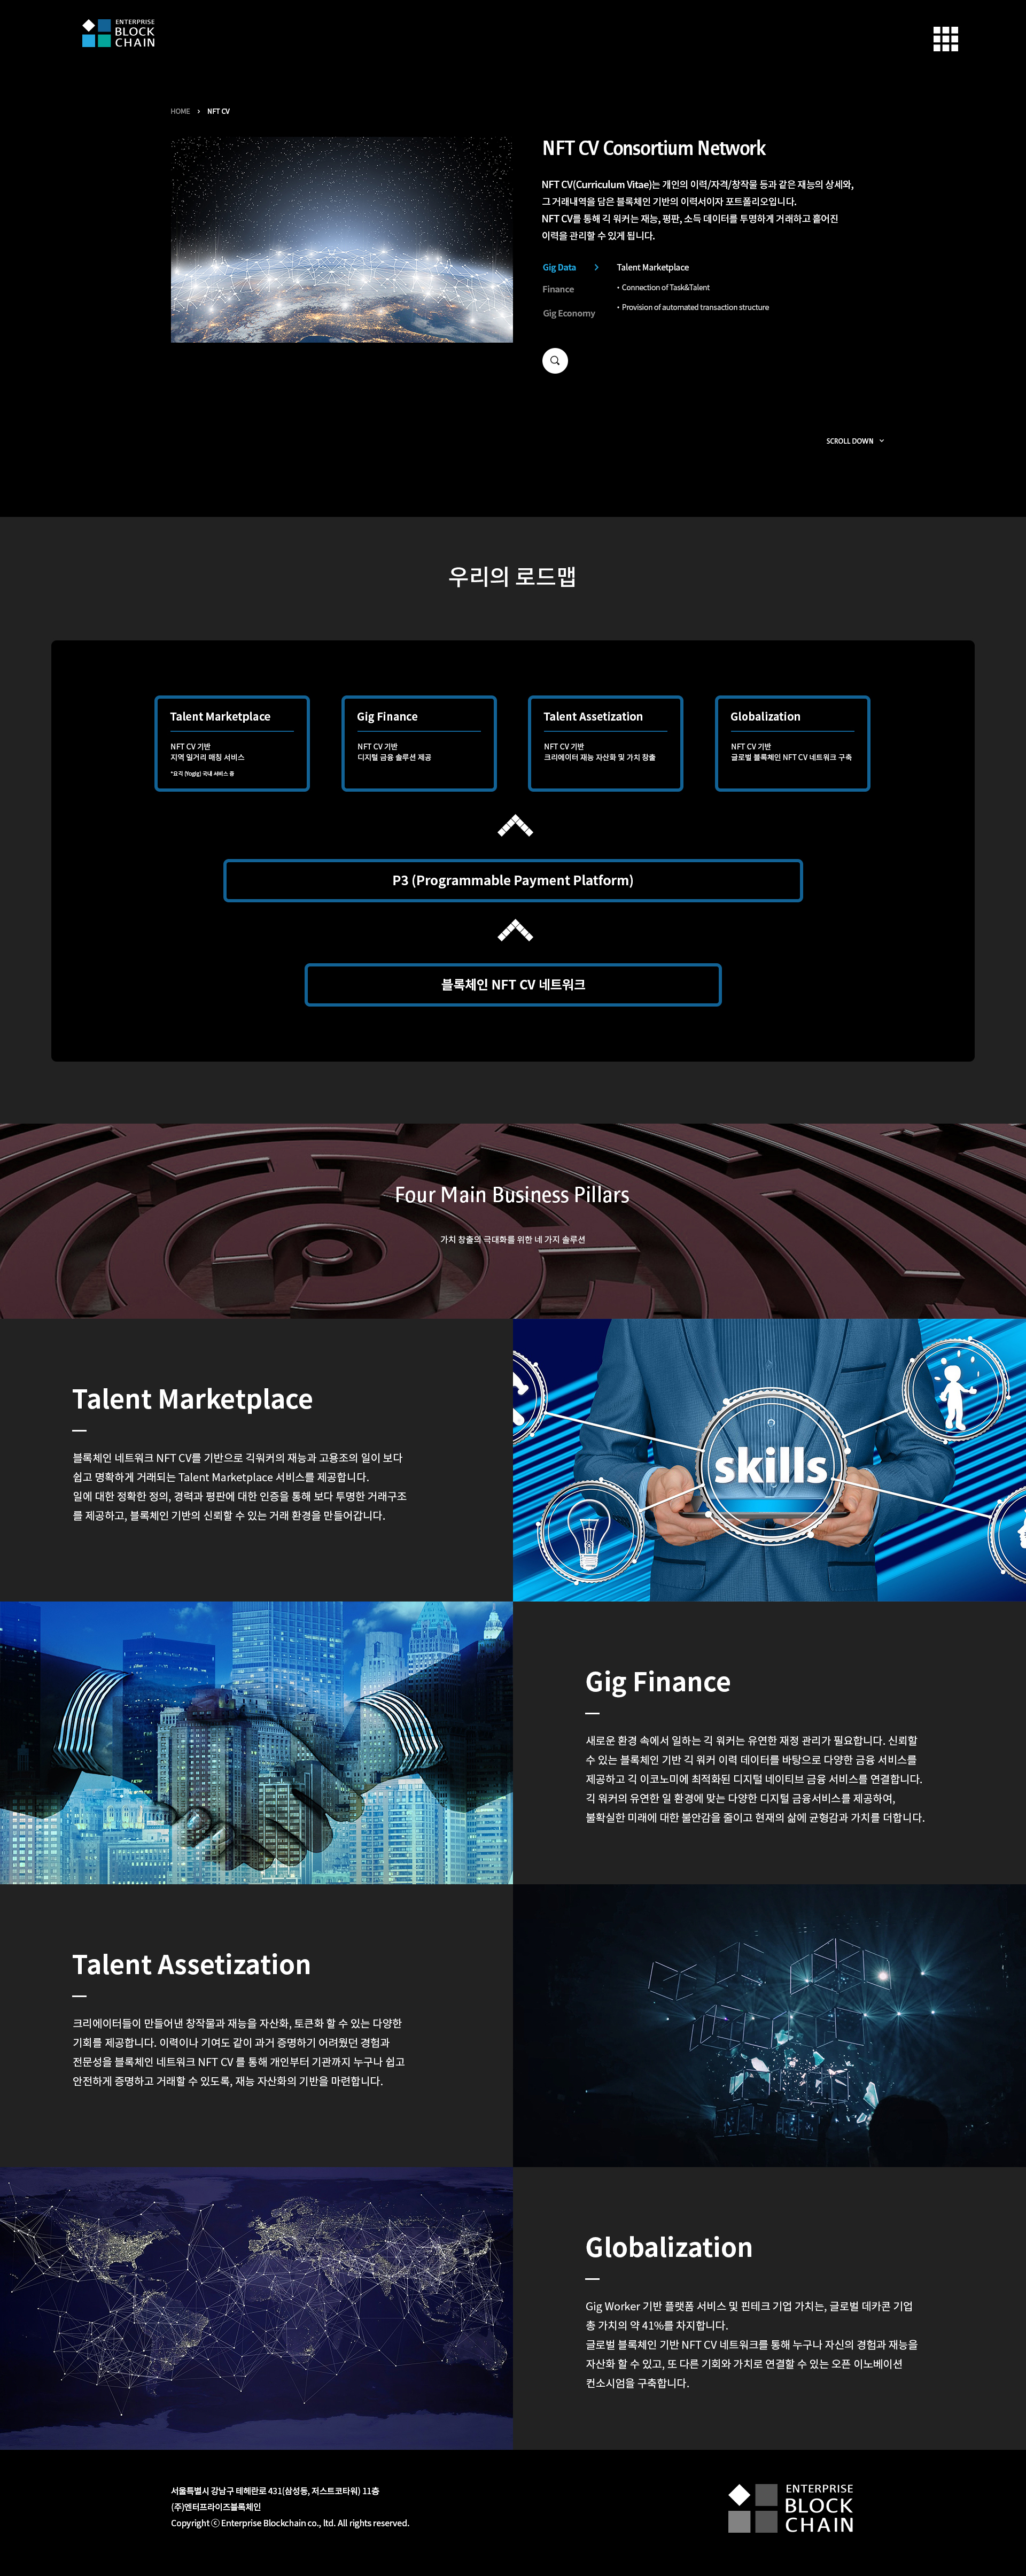 ENTERPRISE
BLOCK
CHAIN
HOME > NFT CV
NFT CV Consortium Network
NFT CV(Curriculum Vitae)는 개인의 이력/자격/창작물 등과 같은 재능의 상세와,
그 거래내역을 담은 블록체인 기반의 이력서이자 포트폴리오입니다.
NFT CV를 통해 긱 워커는 재능, 평판, 소득 데이터를 투명하게 거래하고 흩어진
이력을 관리할 수 있게 됩니다.
Gig Data > Talent Marketplace
Finance
Gig Economy
· Connection of Task&Talent
· Provision of automated transaction structure
SCROLL DOWN
우리의 로드맵
Talent Marketplace
NFT CV 기반
지역 일거리 매칭 서비스
*요긱 (Yogig) 국내 서비스 중
Gig Finance
NFT CV 기반
디지털 금융 솔루션 제공
Talent Assetization
NFT CV 기반
크리에이터 재능 자산화 및 가치 창출
Globalization
NFT CV 기반
글로벌 블록체인 NFT CV 네트워크 구축
P3 (Programmable Payment Platform)
블록체인 NFT CV 네트워크
Four Main Business Pillars
가치 창출의 극대화를 위한 네 가지 솔루션
Talent Marketplace
블록체인 네트워크 NFT CV를 기반으로 긱워커의 재능과 고용조의 일이 보다
쉽고 명확하게 거래되는 Talent Marketplace 서비스를 제공합니다.
일에 대한 정확한 정의, 경력과 평판에 대한 인증을 통해 보다 투명한 거래구조
를 제공하고, 블록체인 기반의 신뢰할 수 있는 거래 환경을 만들어갑니다.
skills
Gig Finance
새로운 환경 속에서 일하는 긱 워커는 유연한 재정 관리가 필요합니다. 신뢰할
수 있는 블록체인 기반 긱 워커 이력 데이터를 바탕으로 다양한 금융 서비스를
제공하고 긱 이코노미에 최적화된 디지털 네이티브 금융 서비스를 연결합니다.
긱 워커의 유연한 일 환경에 맞는 다양한 디지털 금융서비스를 제공하여,
불확실한 미래에 대한 불안감을 줄이고 현재의 삶에 균형감과 가치를 더합니다.
Talent Assetization
크리에이터들이 만들어낸 창작물과 재능을 자산화, 토큰화 할 수 있는 다양한
기회를 제공합니다. 이력이나 기여도 같이 과거 증명하기 어려웠던 경험과
전문성을 블록체인 네트워크 NFT CV 를 통해 개인부터 기관까지 누구나 쉽고
안전하게 증명하고 거래할 수 있도록, 재능 자산화의 기반을 마련합니다.
Globalization
Gig Worker 기반 플랫폼 서비스 및 핀테크 기업 가치는, 글로벌 데카콘 기업
총 가치의 약 41%를 차지합니다.
글로벌 블록체인 기반 NFT CV 네트워크를 통해 누구나 자신의 경험과 재능을
자산화 할 수 있고, 또 다른 기회와 가치로 연결할 수 있는 오픈 이노베이션
컨소시엄을 구축합니다.
서울특별시 강남구 테헤란로 431(삼성동, 저스트코타워) 11층
(주)엔터프라이즈블록체인
Copyright ⓒ Enterprise Blockchain co., ltd. All rights reserved.
ENTERPRISE
BLOCK
CHAIN